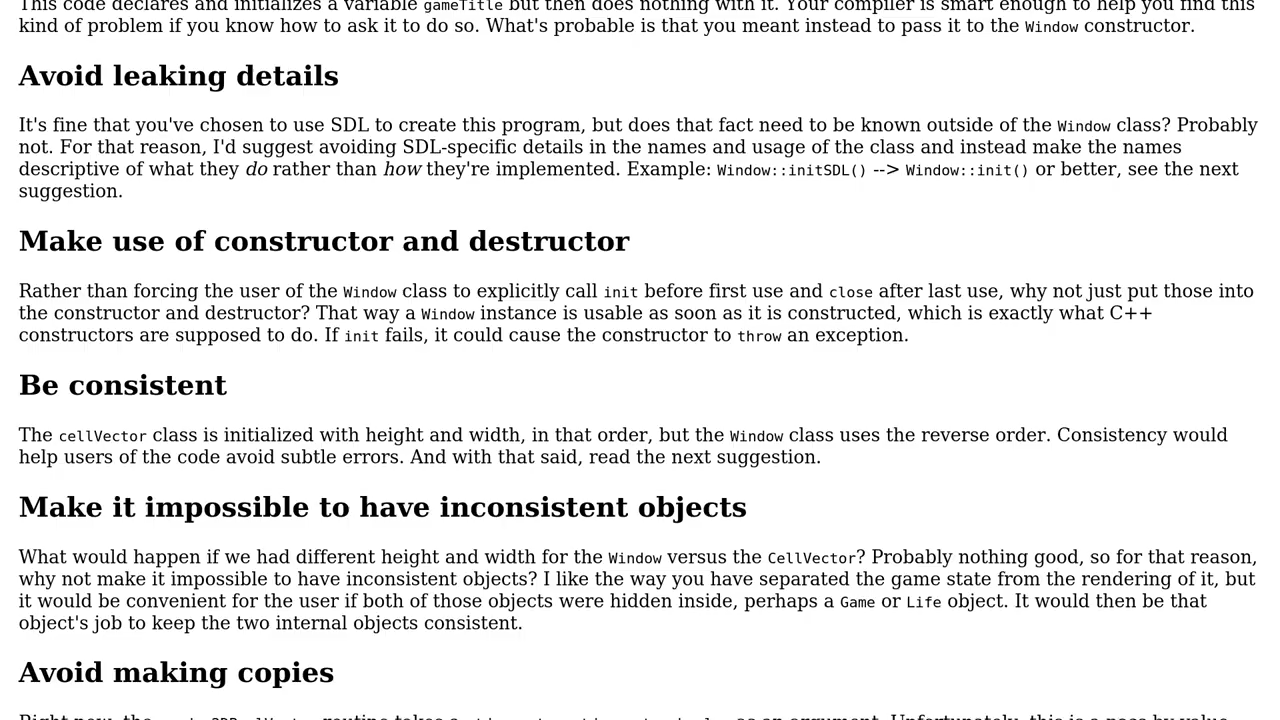 This code declares and initializes a variable gameTitle but then does nothing with it. Your compiler is smart enough to help you find this
kind of problem if you know how to ask it to do so. What's probable is that you meant instead to pass it to the Window constructor.
Avoid leaking details
It's fine that you've chosen to use SDL to create this program, but does that fact need to be known outside of the Window class? Probably
not. For that reason, I'd suggest avoiding SDL-specific details in the names and usage of the class and instead make the names
descriptive of what they do rather than how they're implemented. Example: Window::initSDL() --> Window::init() or better, see the next
suggestion.
Make use of constructor and destructor
Rather than forcing the user of the Window class to explicitly call init before first use and close after last use, why not just put those into
the constructor and destructor? That way a Window instance is usable as soon as it is constructed, which is exactly what C++
constructors are supposed to do. If init fails, it could cause the constructor to throw an exception.
Be consistent
The cellVector class is initialized with height and width, in that order, but the Window class uses the reverse order. Consistency would
help users of the code avoid subtle errors. And with that said, read the next suggestion.
Make it impossible to have inconsistent objects
What would happen if we had different height and width for the Window versus the CellVector? Probably nothing good, so for that reason,
why not make it impossible to have inconsistent objects? I like the way you have separated the game state from the rendering of it, but
it would be convenient for the user if both of those objects were hidden inside, perhaps a Game or Life object. It would then be that
object's job to keep the two internal objects consistent.
Avoid making copies
Right now, the routine takes as an argument. Unfortunately, this is a pass by value